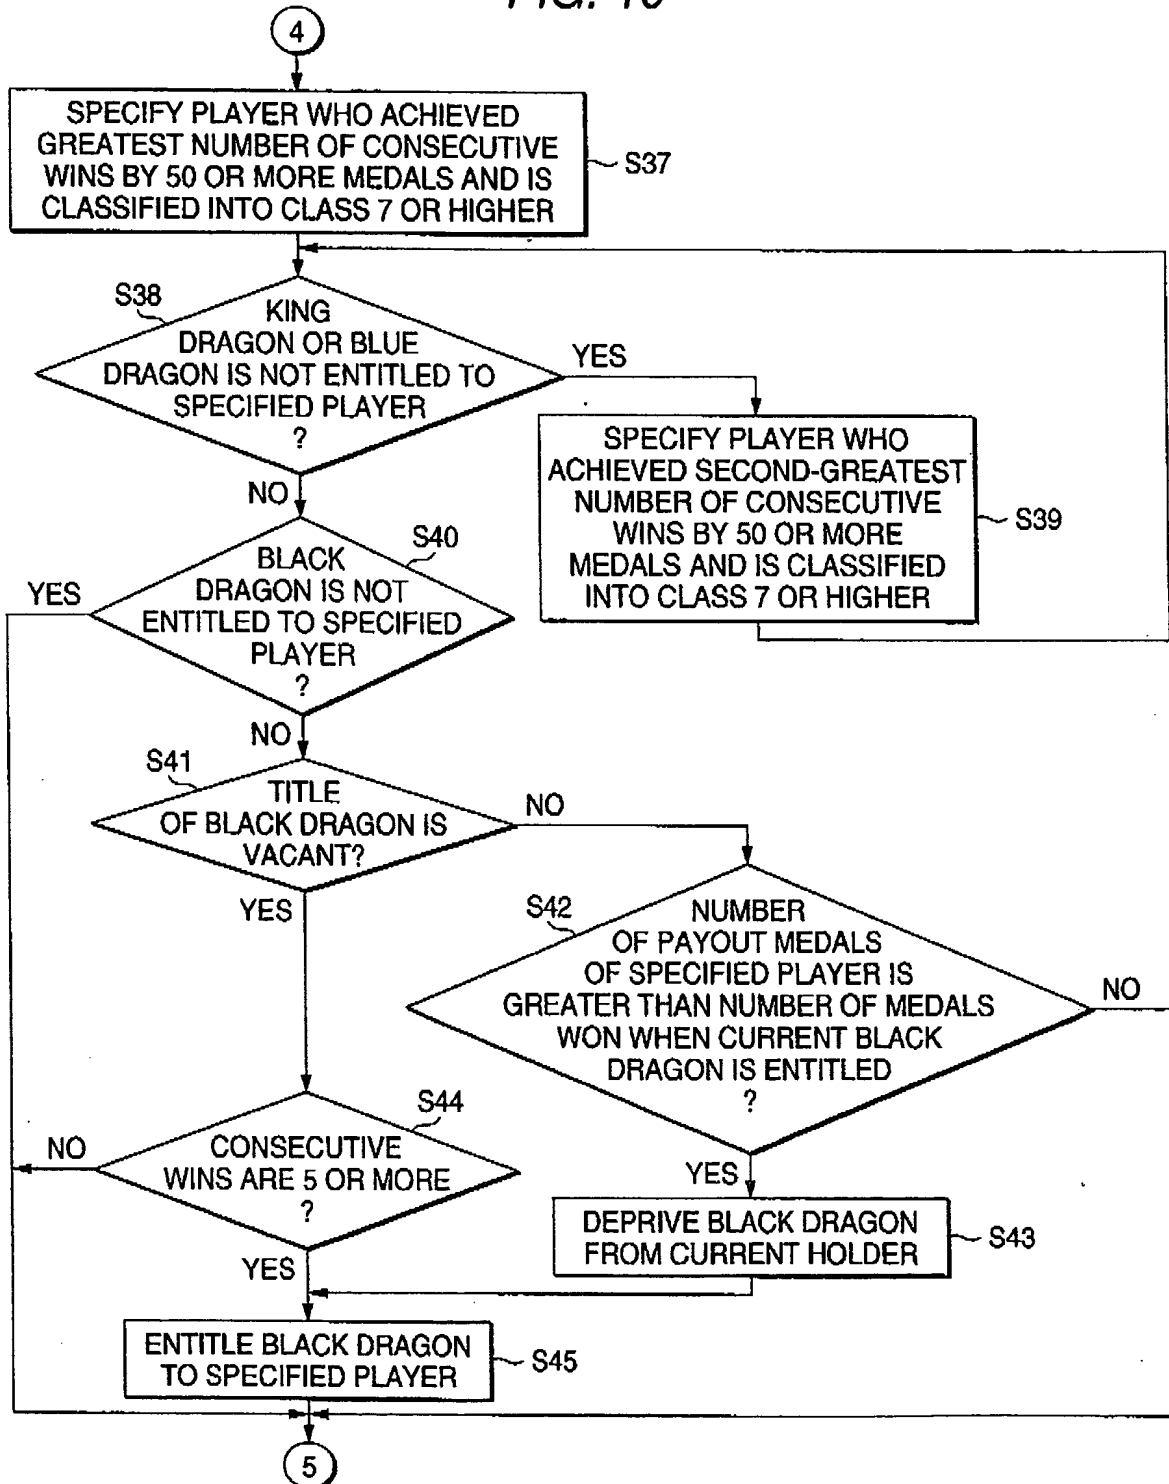 4
SPECIFY PLAYER WHO ACHIEVED
GREATEST NUMBER OF CONSECUTIVE
WINS BY 50 OR MORE MEDALS AND IS
CLASSIFIED INTO CLASS 7 OR HIGHER
S37
S38
KING
DRAGON OR BLUE
DRAGON IS NOT ENTITLED TO
SPECIFIED PLAYER
?
YES
NO
SPECIFY PLAYER WHO
ACHIEVED SECOND-GREATEST
NUMBER OF CONSECUTIVE
WINS BY 50 OR MORE
MEDALS AND IS CLASSIFIED
INTO CLASS 7 OR HIGHER
S39
S40
BLACK
DRAGON IS NOT
ENTITLED TO SPECIFIED
PLAYER
?
YES
NO
S41
TITLE
OF BLACK DRAGON IS
VACANT?
NO
YES
S42
NUMBER
OF PAYOUT MEDALS
OF SPECIFIED PLAYER IS
GREATER THAN NUMBER OF MEDALS
WON WHEN CURRENT BLACK
DRAGON IS ENTITLED
?
NO
YES
S44
CONSECUTIVE
WINS ARE 5 OR MORE
?
NO
YES
DEPRIVE BLACK DRAGON
FROM CURRENT HOLDER
S43
ENTITLE BLACK DRAGON
TO SPECIFIED PLAYER
S45
5